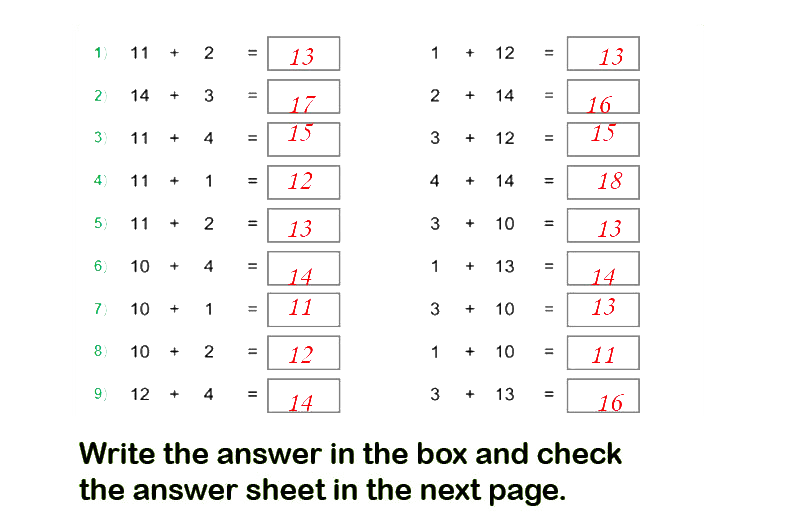 1) 11 + 2 = 13 1 + 12 = 13
2) 14 + 3 = 17 2 + 14 = 16
3) 11 + 4 = 15 3 + 12 = 15
4) 11 + 1 = 12 4 + 14 = 18
5) 11 + 2 = 13 3 + 10 = 13
6) 10 + 4 = 14 1 + 13 = 14
7) 10 + 1 = 11 3 + 10 = 13
8) 10 + 2 = 12 1 + 10 = 11
9) 12 + 4 = 14 3 + 13 = 16
Write the answer in the box and check
the answer sheet in the next page.